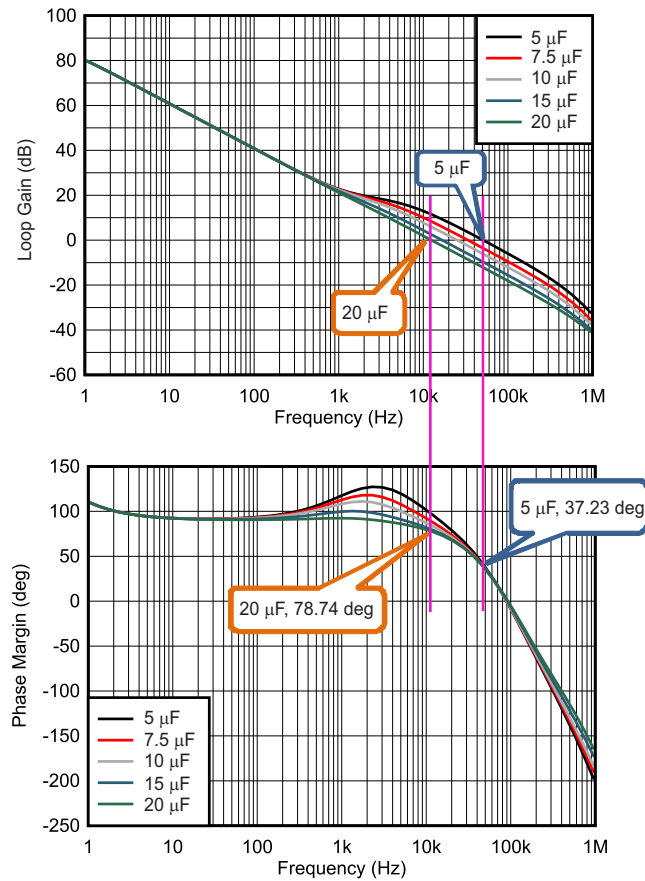 100
80
60
40
20
0
-20
-40
-60
Loop Gain (dB)
5 μF
7.5 μF
10 μF
15 μF
20 μF
5 μF
20 μF
1 10 100 1k 10k 100k 1M
Frequency (Hz)
150
100
50
0
-50
-100
-150
-200
-250
Phase Margin (deg)
5 μF, 37.23 deg
20 μF, 78.74 deg
5 μF
7.5 μF
10 μF
15 μF
20 μF
1 10 100 1k 10k 100k 1M
Frequency (Hz)